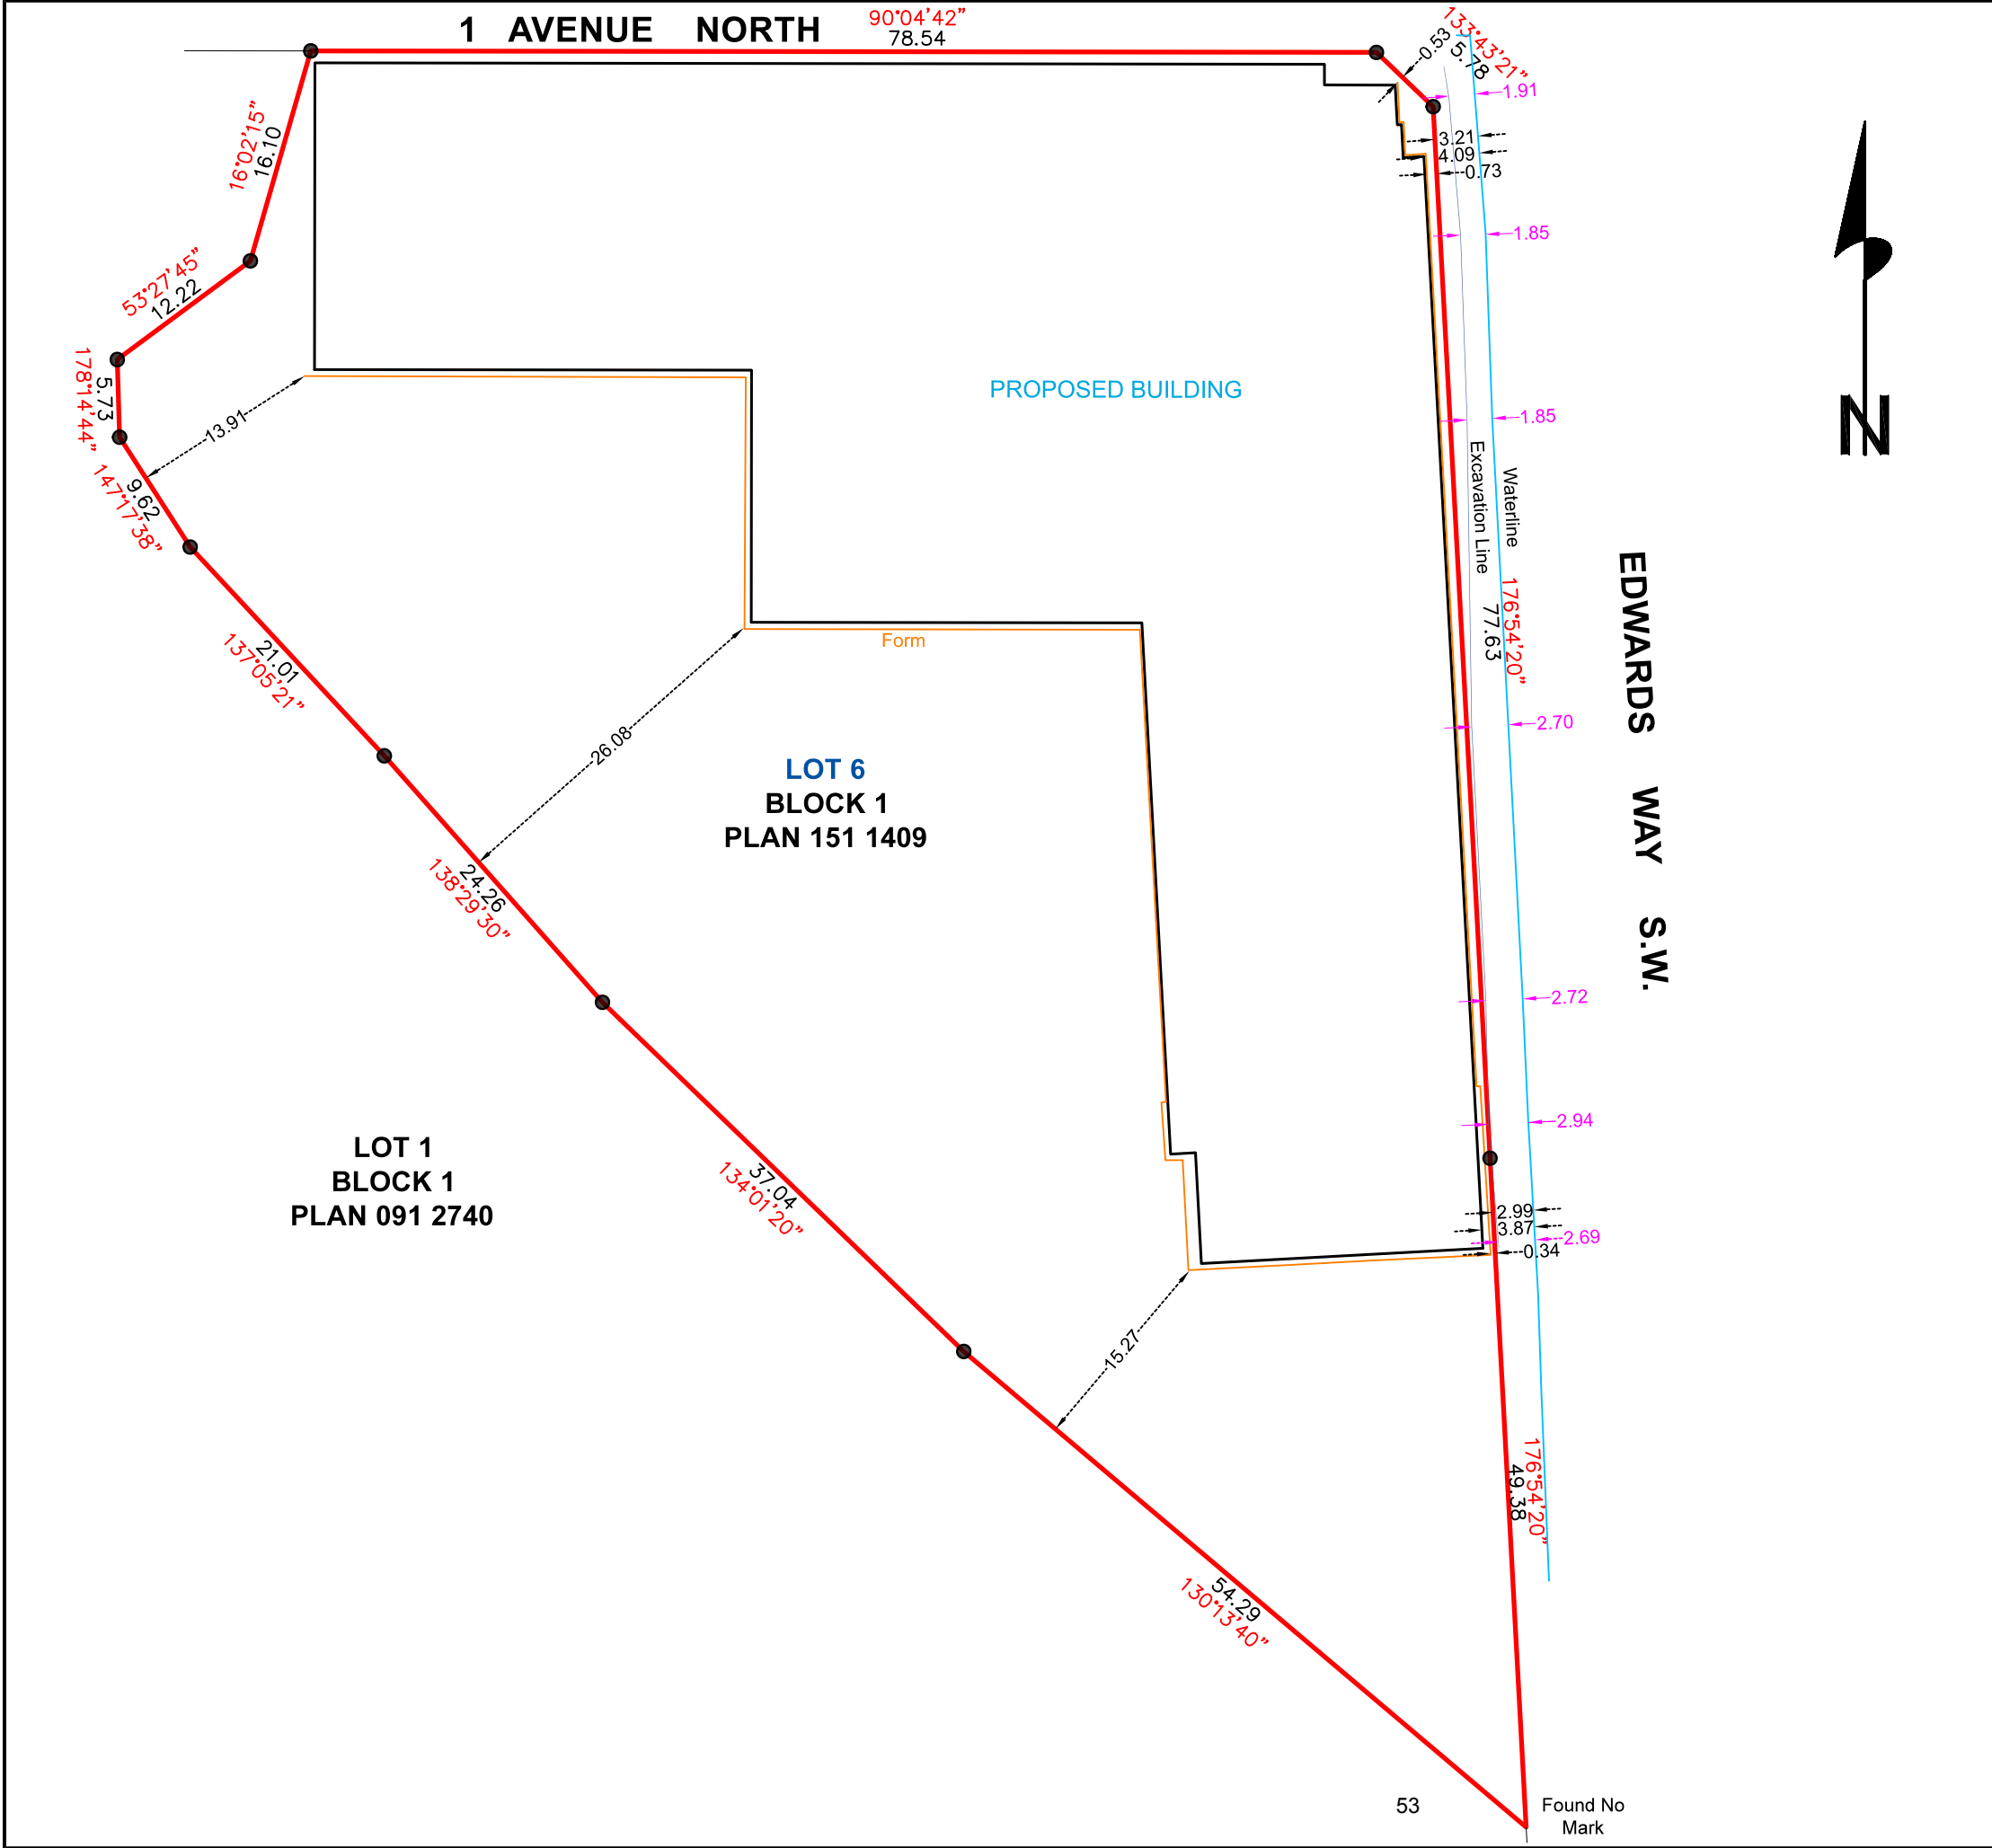 1 AVENUE NORTH
90°04'42"
78.54
133°43'21"
5.78
0.53
1.91
3.21
4.09
0.73
16°02'15"
16.10
1.85
53°27'45"
12.22
178°14'44"
5.73
13.91
PROPOSED BUILDING
1.85
147°17'38"
9.62
Excavation Line
Waterline
176°54'20"
77.63
EDWARDS WAY S.W.
N
Form
21.01
137°05'21"
26.08
2.70
LOT 6
BLOCK 1
PLAN 151 1409
24.26
138°29'30"
2.72
2.94
LOT 1
BLOCK 1
PLAN 091 2740
37.04
134°01'20"
2.99
3.87
2.69
0.34
15.27
176°54'20"
49.38
54.29
130°13'40"
53
Found No
Mark